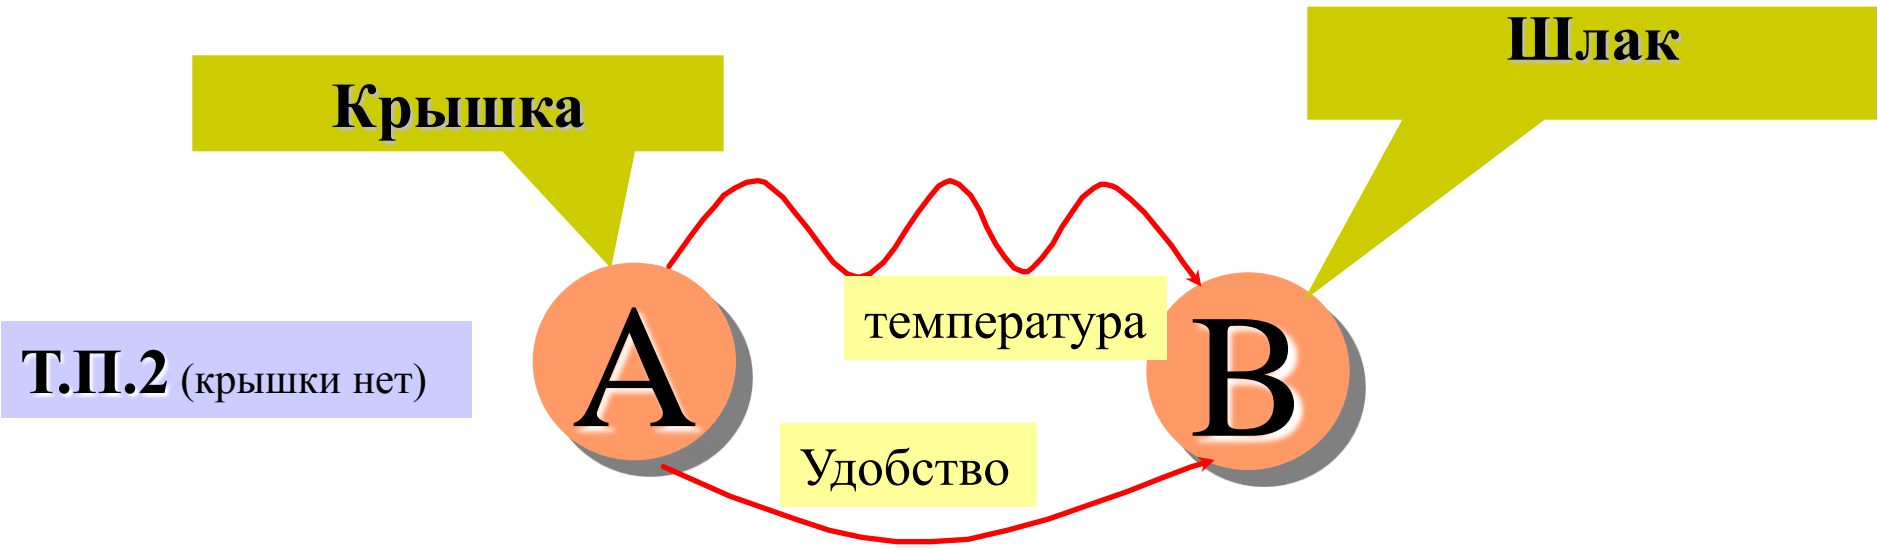 Шлак
Крышка
температура
А
В
Т.П.2 (крышки нет)
Удобство